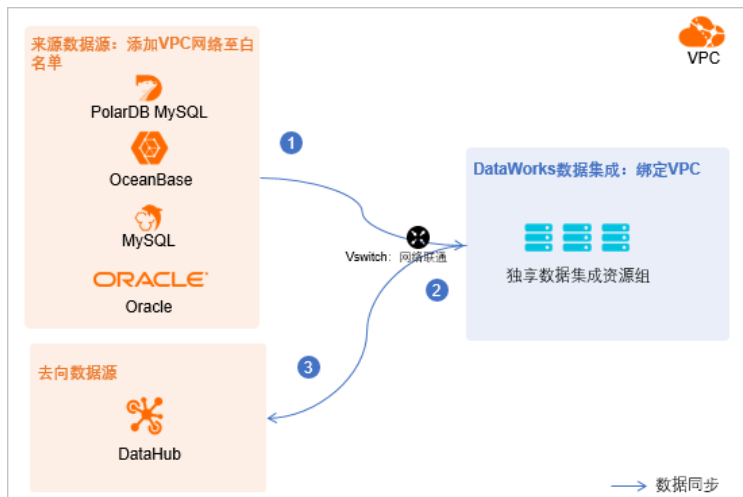 来源数据源：添加VPC网络至白
名单
PolarDB MySQL
OceanBase
MySQL
ORACLE
Oracle
VPC
1
DataWorks数据集成：绑定VPC
独享数据集成资源组
Vswitch：网络联通
2
3
去向数据源
DataHub
数据同步